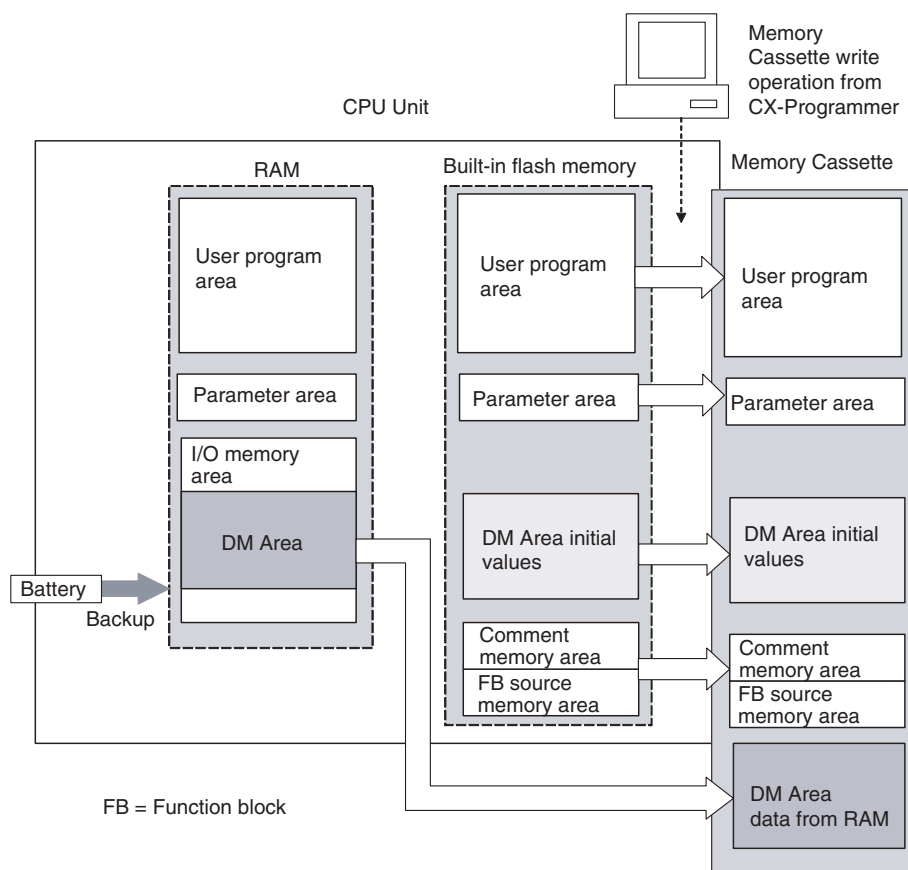 Memory
Cassette write
operation from
CX-Programmer
CPU Unit
RAM
Built-in flash memory
Memory Cassette
User program
area
User program
area
User program
area
Parameter area
Parameter area
Parameter area
I/O memory
area
DM Area
DM Area initial
values
DM Area initial
values
Battery
Backup
Comment
memory area
FB source
memory area
Comment
memory area
FB source
memory area
DM Area
data from RAM
FB = Function block